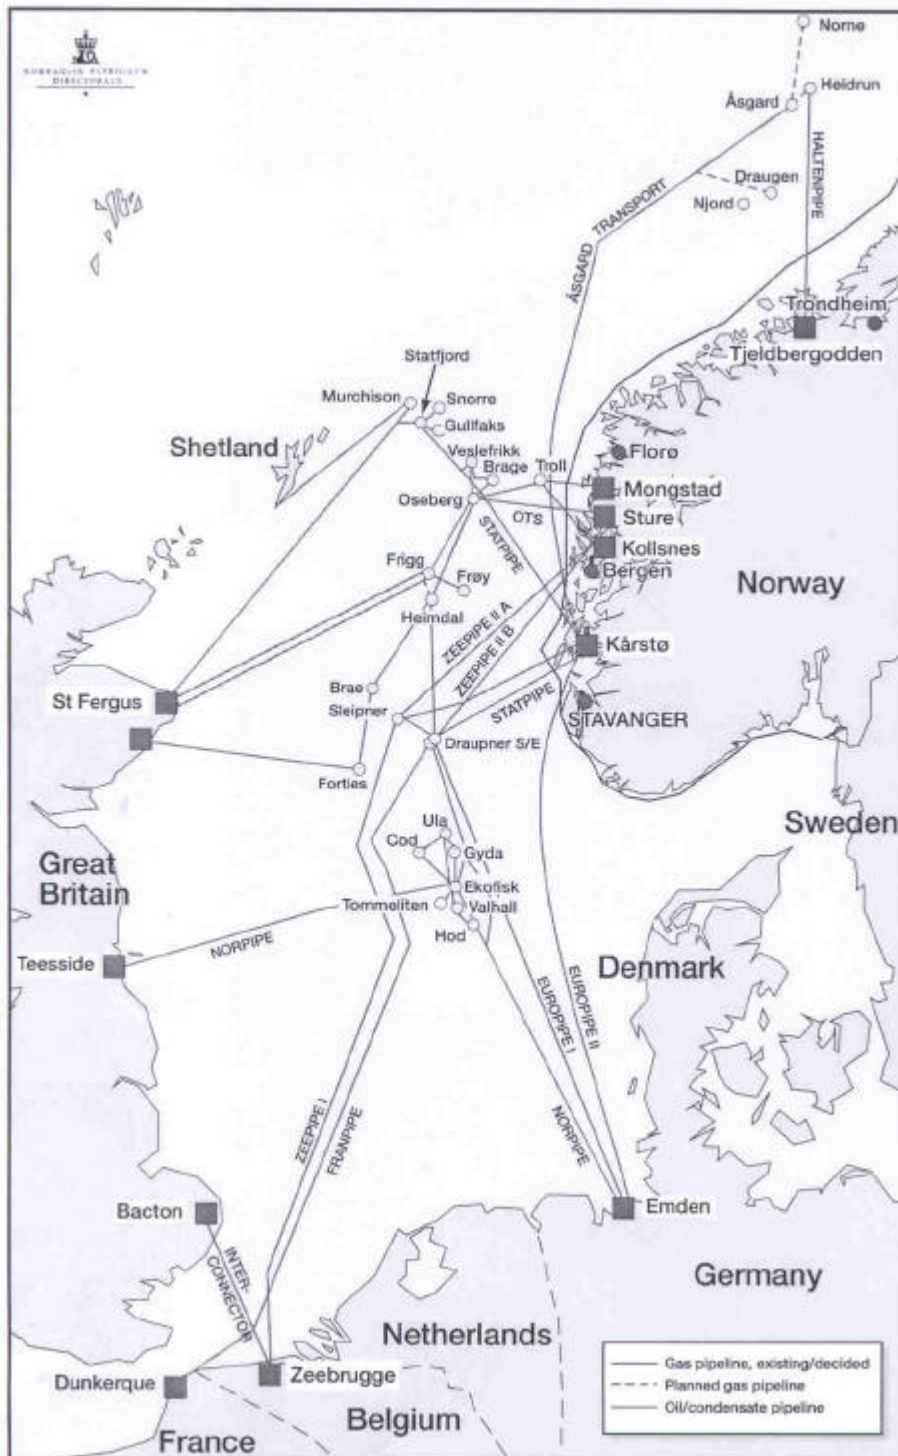 NORWEGIAN PETROLEUM
DIRECTORATE
Norne
Heidrun
Åsgard
HALTENPIPE
Draugen
Njord
ÅSGARD TRANSPORT
Trondheim
Tjeldbergodden
Statfjord
Murchison
Snorre
Gullfaks
Shetland
Veslefrikk
Brage
Troll
Florø
Oseberg
OTS
Mongstad
Sture
STATPIPE
Kollsnes
Bergen
Frigg
Frøy
Norway
Heimdal
ZEEPIPE II A
ZEEPIPE II B
Kårstø
Brae
St Fergus
Sleipner
STATPIPE
STAVANGER
Draupner S/E
Forties
Ula
Sweden
Cod
Gyda
Great
Britain
Ekofisk
Tommeliten
Valhall
Hod
NORPIPE
Teesside
Denmark
EUROPIPE I
EUROPIPE II
ZEEPIPE I
FRANPIPE
NORPIPE
Bacton
Emden
INTER-
CONNECTOR
Germany
Netherlands
Dunkerque
Zeebrugge
Belgium
France
Gas pipeline, existing/decided
Planned gas pipeline
Oil/condensate pipeline